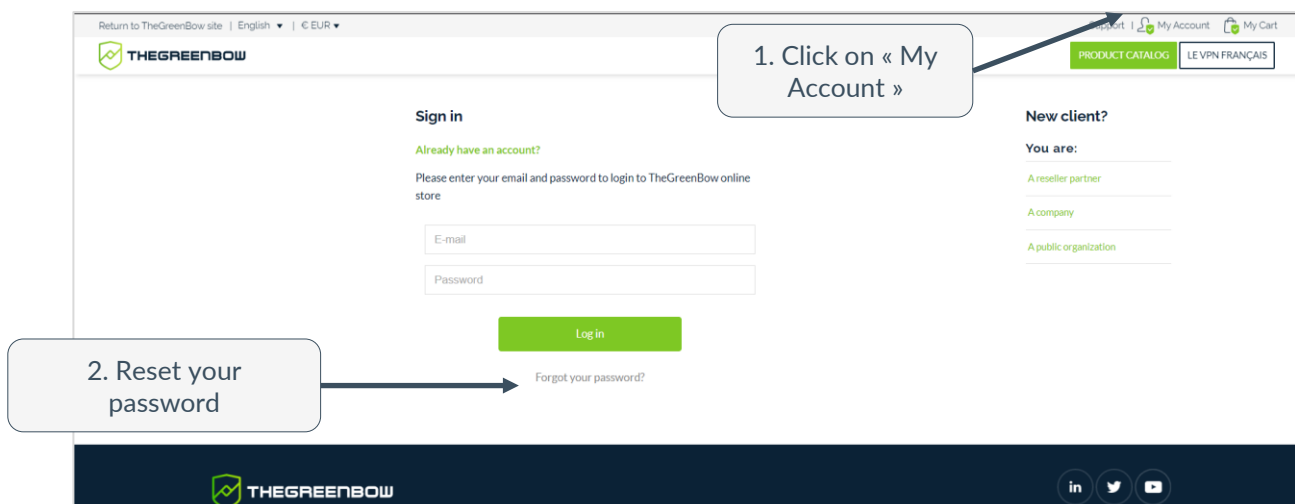 Return to TheGreenBow site | English ▼ | € EUR ▼
Support | My Account My Cart
THEGREENBOW
1. Click on « My
Account »
PRODUCT CATALOG LE VPN FRANÇAIS
Sign in
Already have an account?
Please enter your email and password to login to TheGreenBow online
store
E-mail
Password
Log in
Forgot your password?
2. Reset your
password
New client?
You are:
A reseller partner
A company
A public organization
THEGREENBOW
in